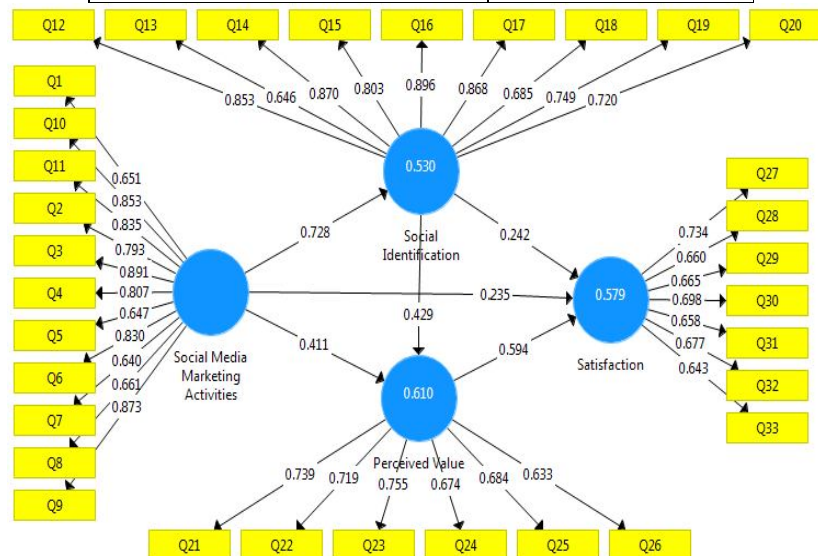 Q12 Q13 Q14 Q15 Q16 Q17 Q18 Q19 Q20
0.853 0.646 0.870 0.803 0.896 0.868 0.685 0.749 0.720
Q1
Q10
Q11
Q2
Q3
Q4
Q5
Q6
Q7
Q8
Q9
0.651
0.853
0.835
0.793
0.891
0.807
0.647
0.830
0.640
0.661
0.873
Social Media
Marketing
Activities
0.530
Social
Identification
0.728
0.242
0.235
0.429
0.411
0.594
0.579
Satisfaction
0.734
0.660
0.665
0.698
0.658
0.677
0.643
Q27
Q28
Q29
Q30
Q31
Q32
Q33
0.610
Perceived Value
0.739 0.719 0.755 0.674 0.684 0.633
Q21 Q22 Q23 Q24 Q25 Q26